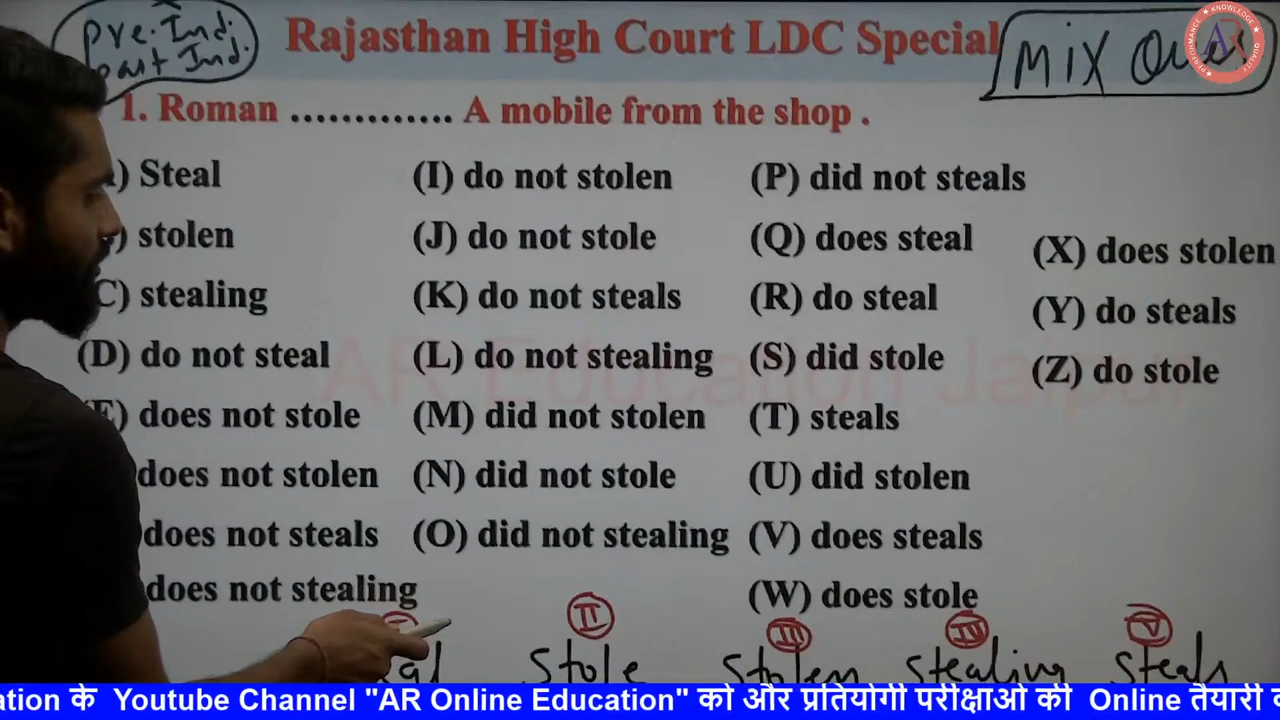 Pre. Ind.
Past Ind.
Rajasthan High Court LDC Special
MIX
KNOWLEDGE
PERFORMANCE
QUALITY
AR
1. Roman ............. A mobile from the shop .
) Steal
(I) do not stolen
(P) did not steals
) stolen
(J) do not stole
(Q) does steal
(X) does stolen
C) stealing
(K) do not steals
(R) do steal
(Y) do steals
(D) do not steal
(L) do not stealing
(S) did stole
(Z) do stole
(E) does not stole
(M) did not stolen
(T) steals
does not stolen
(N) did not stole
(U) did stolen
does not steals
(O) did not stealing
(V) does steals
does not stealing
(W) does stole
AR Education Jaipur
II
III
IV
V
stole
stolen
stealing
steals
ation के Youtube Channel "AR Online Education" को और प्रतियोगी परीक्षाओ की Online तैयारी